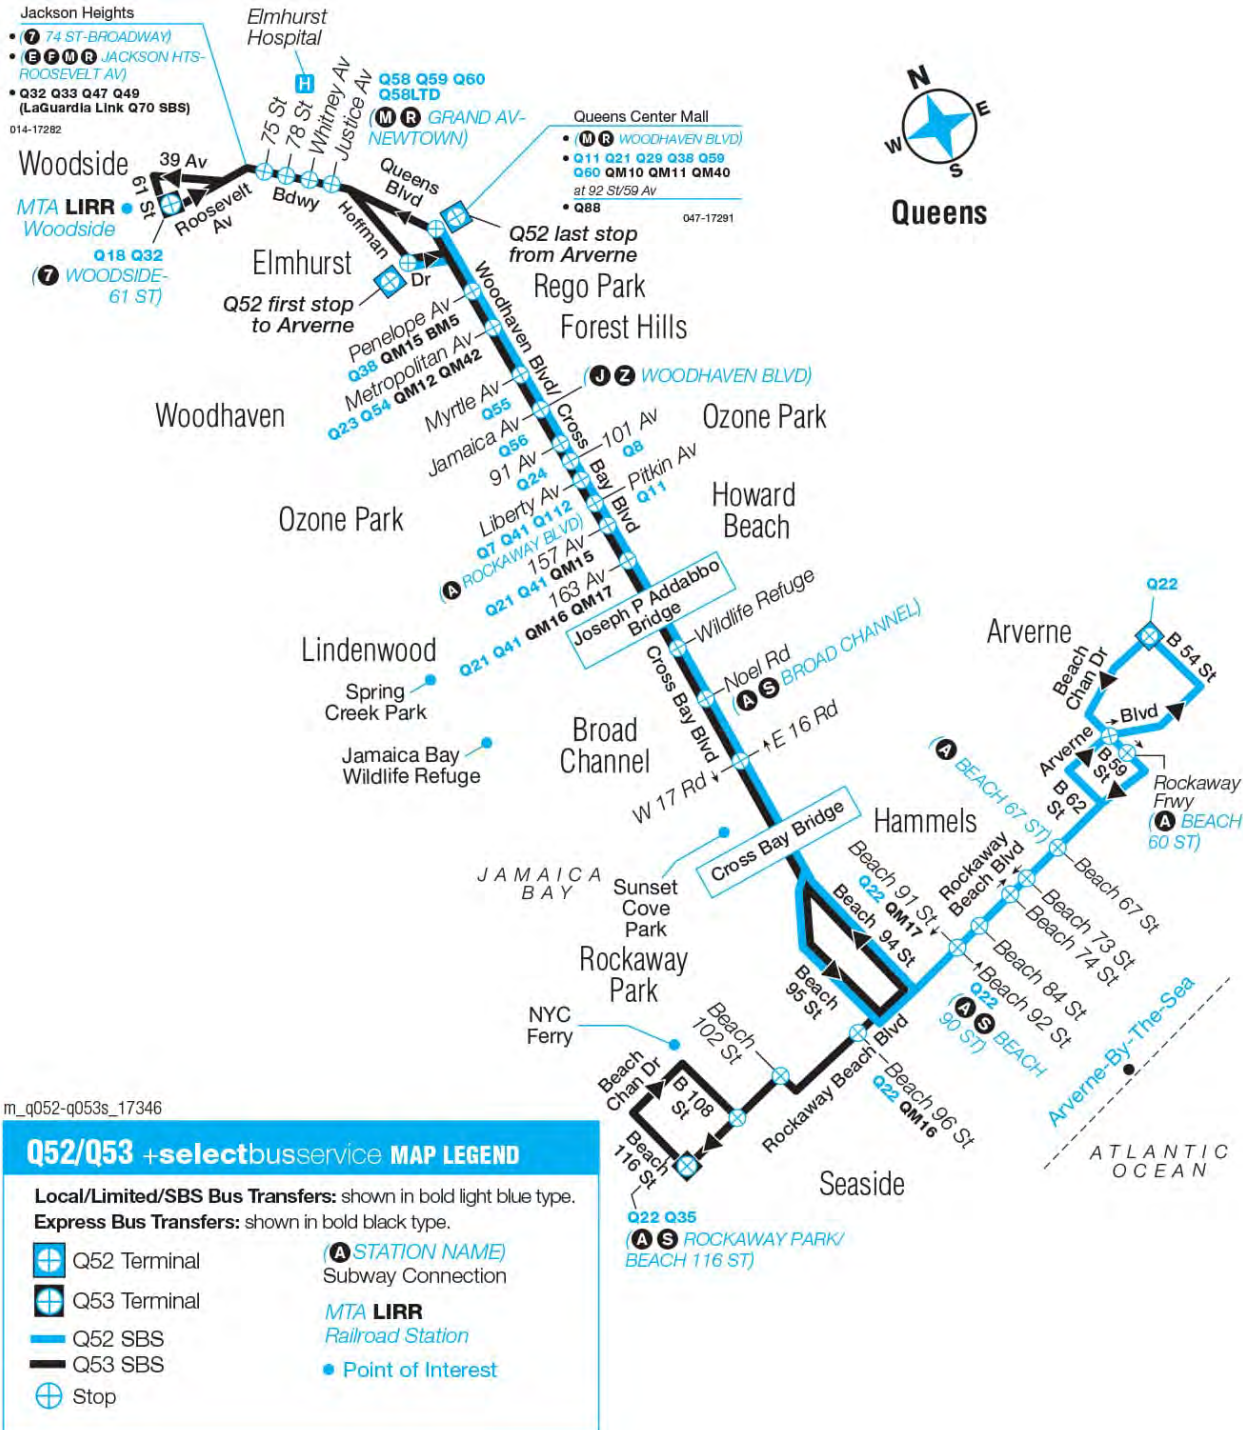 Jackson Heights
• (7 74 ST-BROADWAY)
• (E F M R JACKSON HTS-
ROOSEVELT AV)
• Q32 Q33 Q47 Q49
(LaGuardia Link Q70 SBS)
014-17282
Elmhurst
Hospital
H
75 St
78 St
Whitney Av
Justice Av
Q58 Q59 Q60
Q58LTD
(M R GRAND AV-
NEWTOWN)
Queens Center Mall
• (M R WOODHAVEN BLVD)
• Q11 Q21 Q29 Q38 Q59
Q60 QM10 QM11 QM40
at 92 St/59 Av
• Q88
047-17291
N
E
W
S
Queens
Woodside
39 Av
61 St
Roosevelt
Av
Bdwy
Hoffman
Dr
Queens
Blvd
MTA LIRR
Woodside
Q18 Q32
(7 WOODSIDE-
61 ST)
Elmhurst
Q52 last stop
from Arverne
Q52 first stop
to Arverne
Rego Park
Forest Hills
Woodhaven Blvd/ Cross
Bay Blvd
Penelope Av
Q38 QM15 BM5
Metropolitan Av
Q23 Q54 QM12 QM42
Myrtle Av
Q55
Jamaica Av
Q56
(J Z WOODHAVEN BLVD)
Woodhaven
Ozone Park
91 Av
Q24
101 Av
Q8
Liberty Av
Q7 Q41 Q112
(A ROCKAWAY BLVD)
Pitkin Av
Q11
Ozone Park
Howard
Beach
157 Av
Q21 Q41 QM15
163 Av
Q21 Q41 QM16 QM17
Joseph P Addabbo
Bridge
Lindenwood
Spring
Creek Park
Jamaica Bay
Wildlife Refuge
Wildlife Refuge
Cross Bay Blvd
Noel Rd
(A S BROAD CHANNEL)
Broad
Channel
E 16 Rd
W 17 Rd
Cross Bay Bridge
JAMAICA
BAY
Sunset
Cove
Park
Rockaway
Park
Arverne
Q22
B 54 St
Beach
Chan Dr
Arverne
Blvd
B 59
St
B 62
St
Rockaway
Frwy
(A BEACH
60 ST)
(A BEACH 67 ST)
Hammels
Beach 67 St
Rockaway
Beach Blvd
Beach 73 St
Beach 74 St
Beach 84 St
Beach 91 St
Q22 QM17
Beach 92 St
Q22
(A S BEACH
90 ST)
Beach 94 St
Beach
95 St
Beach 96 St
Q22 QM16
Rockaway Beach Blvd
Beach
102 St
NYC
Ferry
Beach
Chan Dr
B 108
St
Beach
116 St
Q22 Q35
(A S ROCKAWAY PARK/
BEACH 116 ST)
Seaside
Arverne-By-The-Sea
ATLANTIC
OCEAN
m_q052-q053s_17346
Q52/Q53 +selectbusservice MAP LEGEND
Local/Limited/SBS Bus Transfers: shown in bold light blue type.
Express Bus Transfers: shown in bold black type.
Q52 Terminal
Q53 Terminal
Q52 SBS
Q53 SBS
Stop
(A STATION NAME)
Subway Connection
MTA LIRR
Railroad Station
• Point of Interest